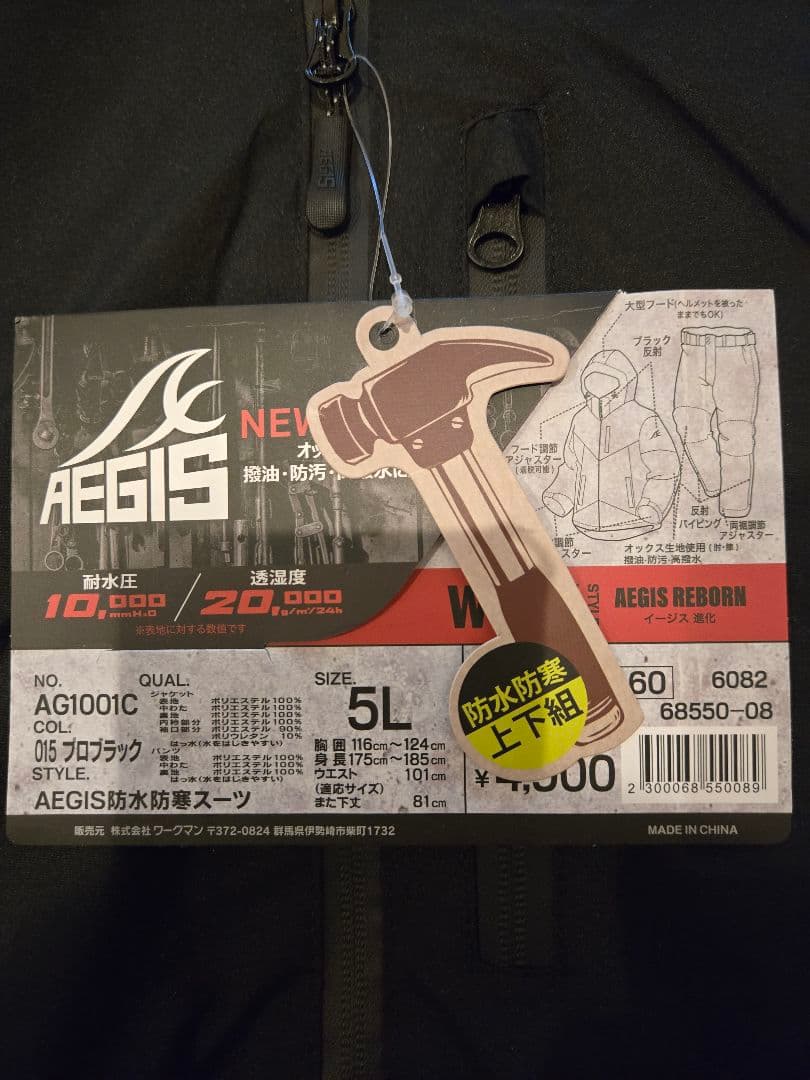 AEGIS
大型フード(ヘルメットを被った
ままでもOK)
ブラック
反射
フード調節
アジャスター
(着脱可能)
反射
パイピング
両裾調節
アジャスター
調節
スター
オックス生地使用(肘・膝)
撥油・防汚・高撥水
AEGIS
NEW
オッ
撥油・防汚・
耐水圧
10,000mmH₂O
/
透湿度
20,000g/m²/24h
※表地に対する数値です
W
STYL
AEGIS REBORN
イージス 進化
NO.
AG1001C
COL.
015 プロブラック
STYLE.
AEGIS防水防寒スーツ
QUAL.
ジャケット
表地 ポリエステル100%
中わた ポリエステル100%
裏地 ポリエステル100%
内衿部分 ポリエステル100%
袖口部分 ポリエステル 90%
ポリウレタン 10%
はっ水(水をはじきやすい)
パンツ
表地 ポリエステル100%
中わた ポリエステル100%
裏地 ポリエステル100%
はっ水(水をはじきやすい)
SIZE.
5L
胸囲 116cm〜124cm
身長 175cm〜185cm
ウエスト 101cm
(適応サイズ)
また下丈 81cm
防水防寒
上下組
60
6082
68550-08
¥4,900
2 300068 550089
販売元 株式会社 ワークマン 〒372-0824 群馬県伊勢崎市柴町1732
MADE IN CHINA